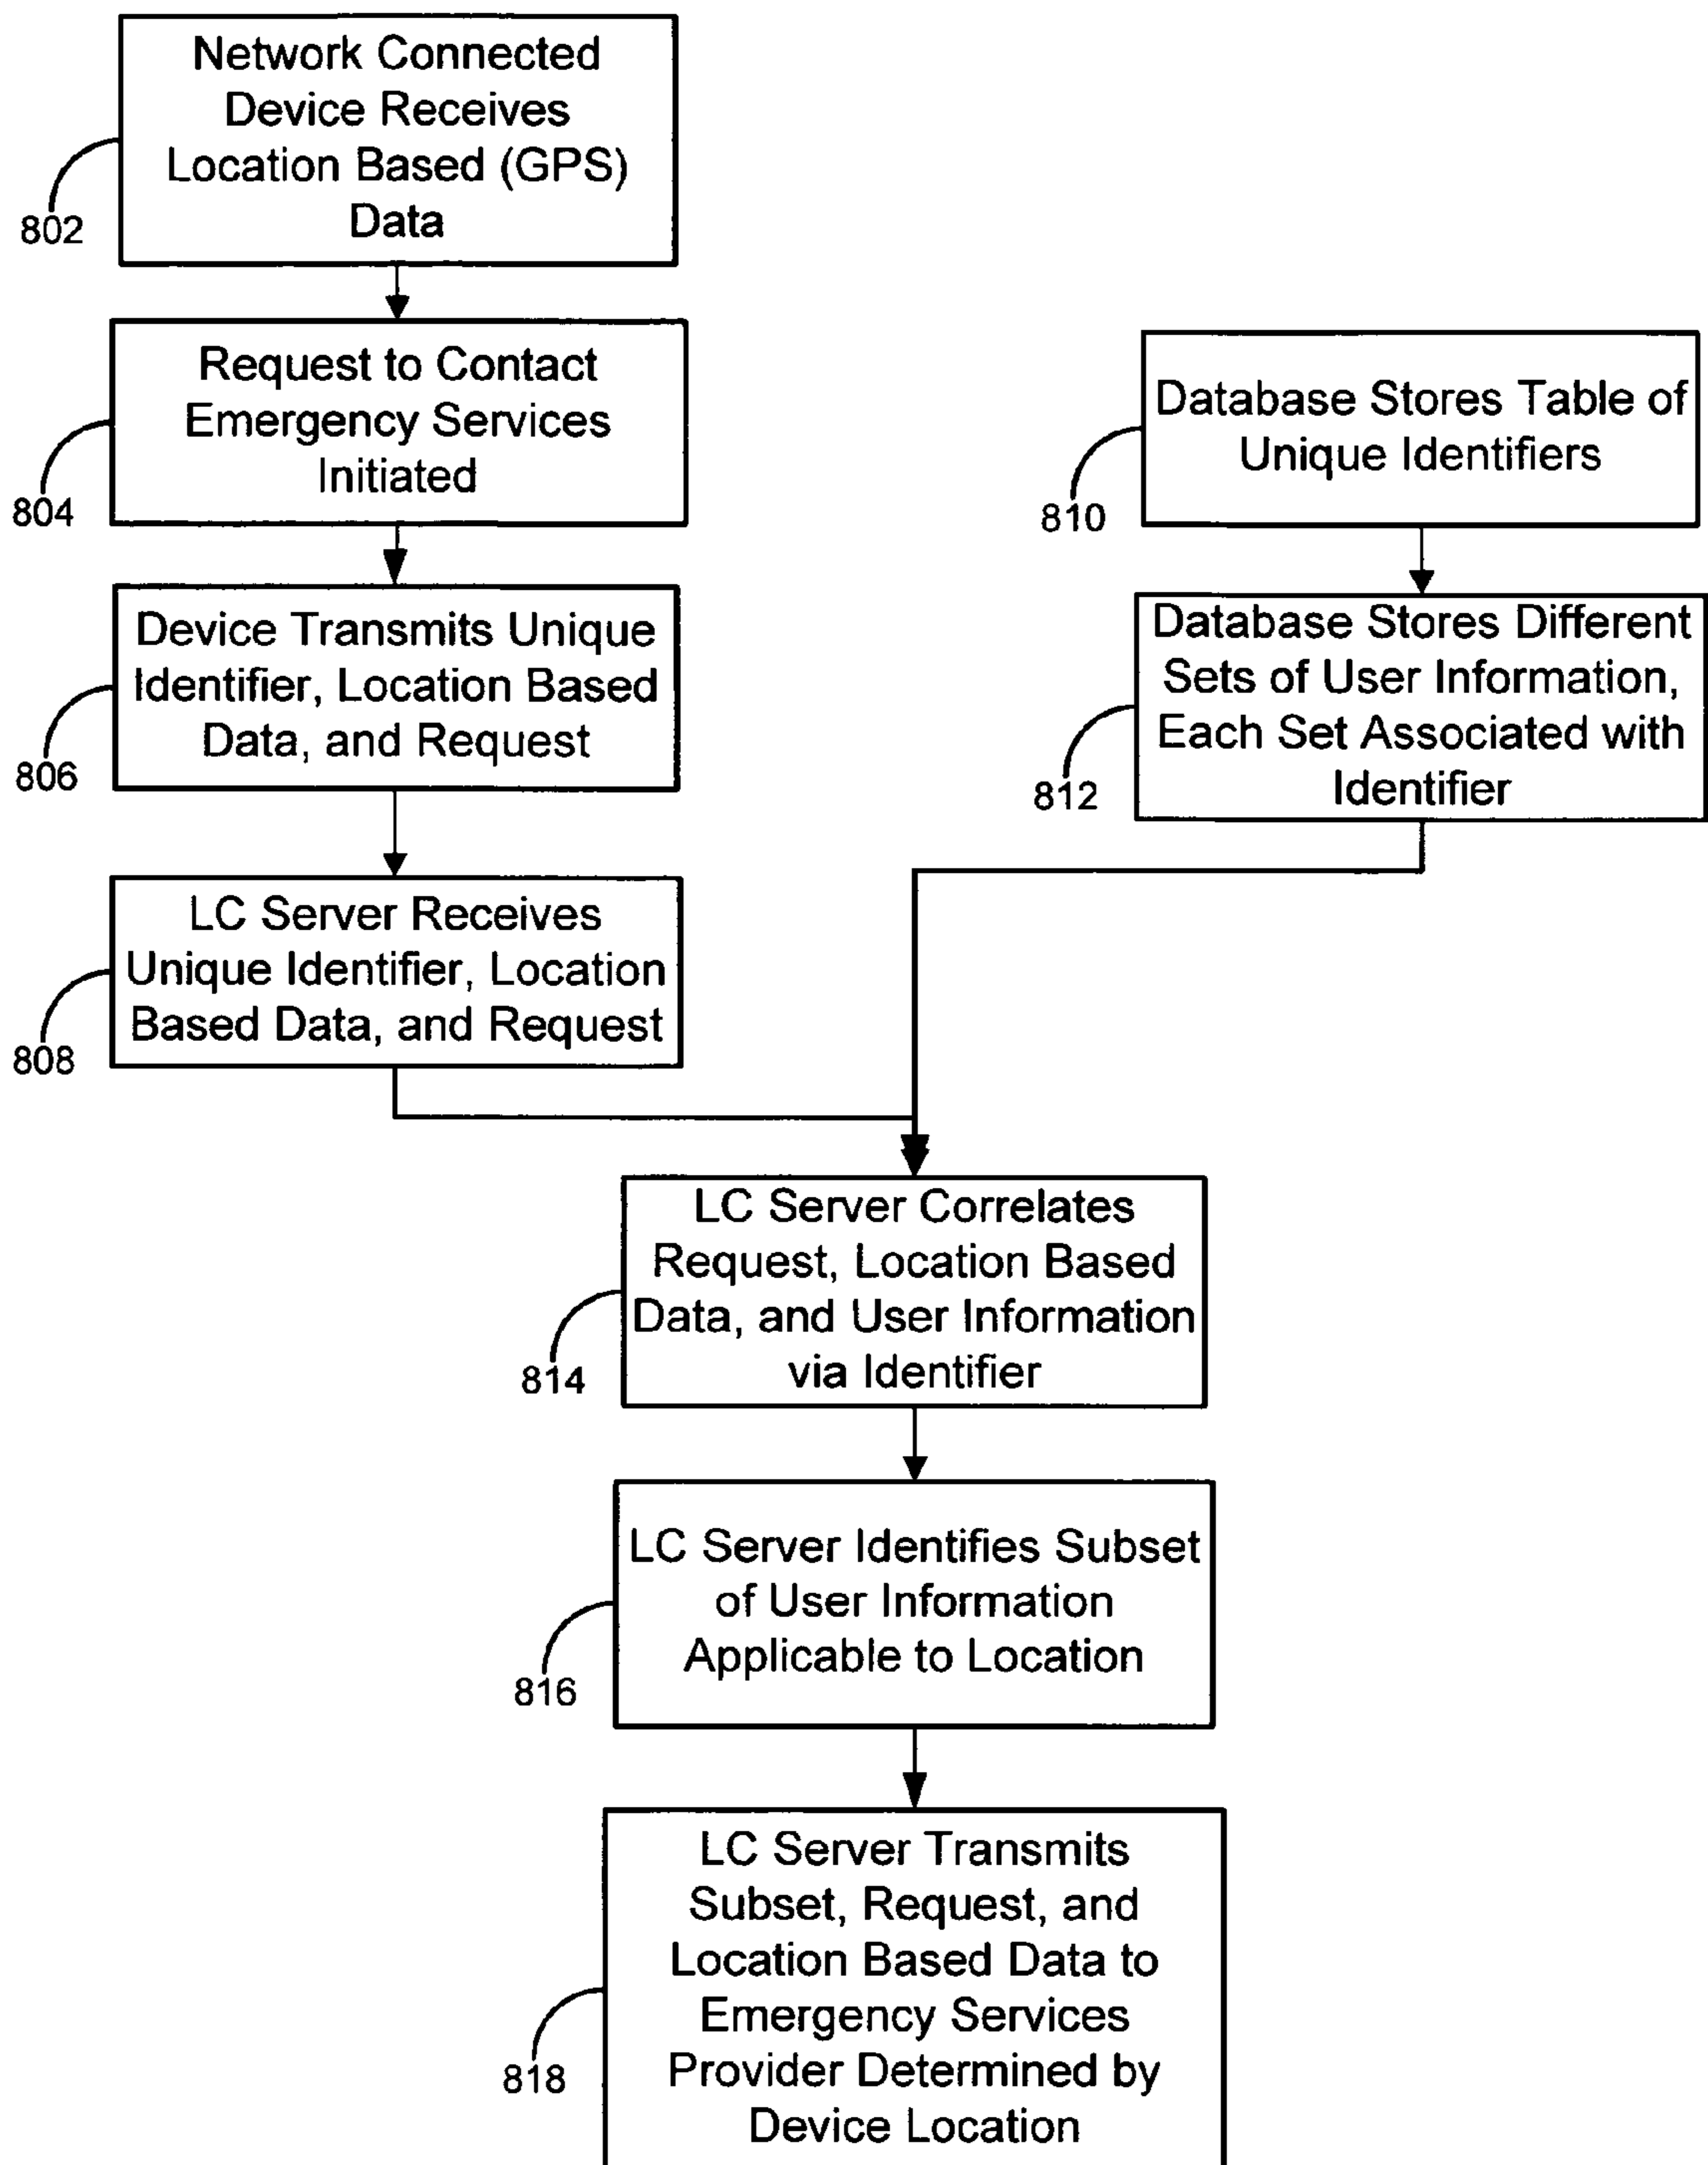 Network Connected
Device Receives
Location Based (GPS)
Data
802
Request to Contact
Emergency Services
Initiated
804
Device Transmits Unique
Identifier, Location Based
Data, and Request
806
LC Server Receives
Unique Identifier, Location
Based Data, and Request
808
Database Stores Table of
Unique Identifiers
810
Database Stores Different
Sets of User Information,
Each Set Associated with
Identifier
812
LC Server Correlates
Request, Location Based
Data, and User Information
via Identifier
814
LC Server Identifies Subset
of User Information
Applicable to Location
816
LC Server Transmits
Subset, Request, and
Location Based Data to
Emergency Services
Provider Determined by
Device Location
818